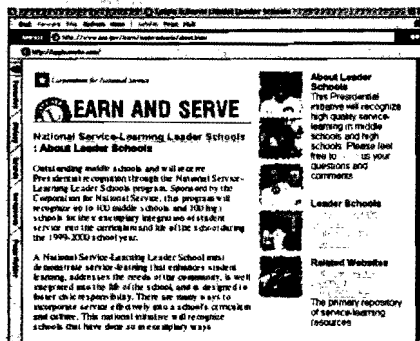 Corporation for National Service
LEARN AND SERVE
National Service-Learning Leader Schools
: About Leader Schools
Outstanding middle schools and will receive
Presidential recognition through the National Service-
Learning Leader Schools program. Sponsored by the
Corporation for National Service, this program will
recognize up to 100 middle schools and 100 high
schools for their exemplary integration of student
service into the curriculum and life of the school during
the 1999-2000 school year.
A National Service-Learning Leader School must
demonstrate service-learning that enhances student
learning, addresses the needs of the community, is well
integrated into the life of the school, and is designed to
foster civic responsibility. There are many ways to
incorporate service effectively into a school's curriculum
and culture. This national initiative will recognize
schools that have done so in exemplary ways
About Leader
Schools
This Presidential
initiative will recognize
high quality service-
learning in middle
schools and high
schools. Please feel
free to us your
questions and
comments
Leader Schools
Related Websites
The primary repository
of service-learning
resources